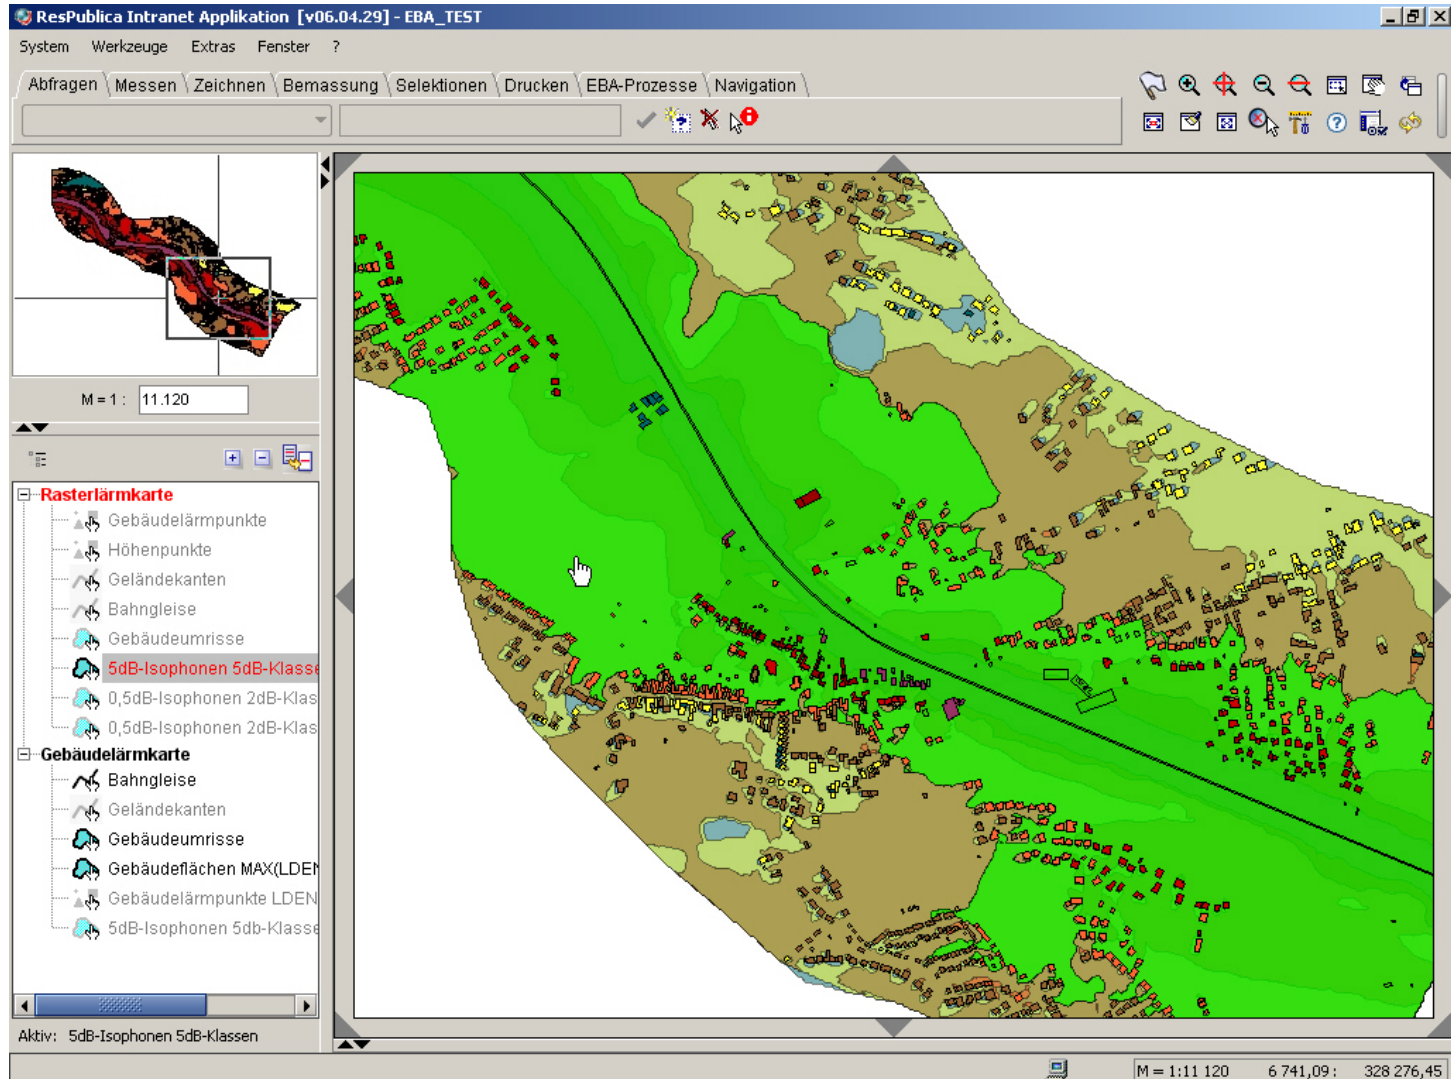 ResPublica Intranet Applikation [v06.04.29] - EBA_TEST
System Werkzeuge Extras Fenster ?
Abfragen Messen Zeichnen Bemassung Selektionen Drucken EBA-Prozesse Navigation
M = 1 : 11.120
Rasterlärmkarte
Gebäudelärmpunkte
Höhenpunkte
Geländekanten
Bahngleise
Gebäudeumrisse
5dB-Isophonen 5dB-Klasse
0,5dB-Isophonen 2dB-Klas
0,5dB-Isophonen 2dB-Klas
Gebäudelärmkarte
Bahngleise
Geländekanten
Gebäudeumrisse
Gebäudeflächen MAX(LDEN
Gebäudelärmpunkte LDEN
5dB-Isophonen 5db-Klasse
Aktiv: 5dB-Isophonen 5dB-Klassen
M = 1:11 120 6 741,09 : 328 276,45